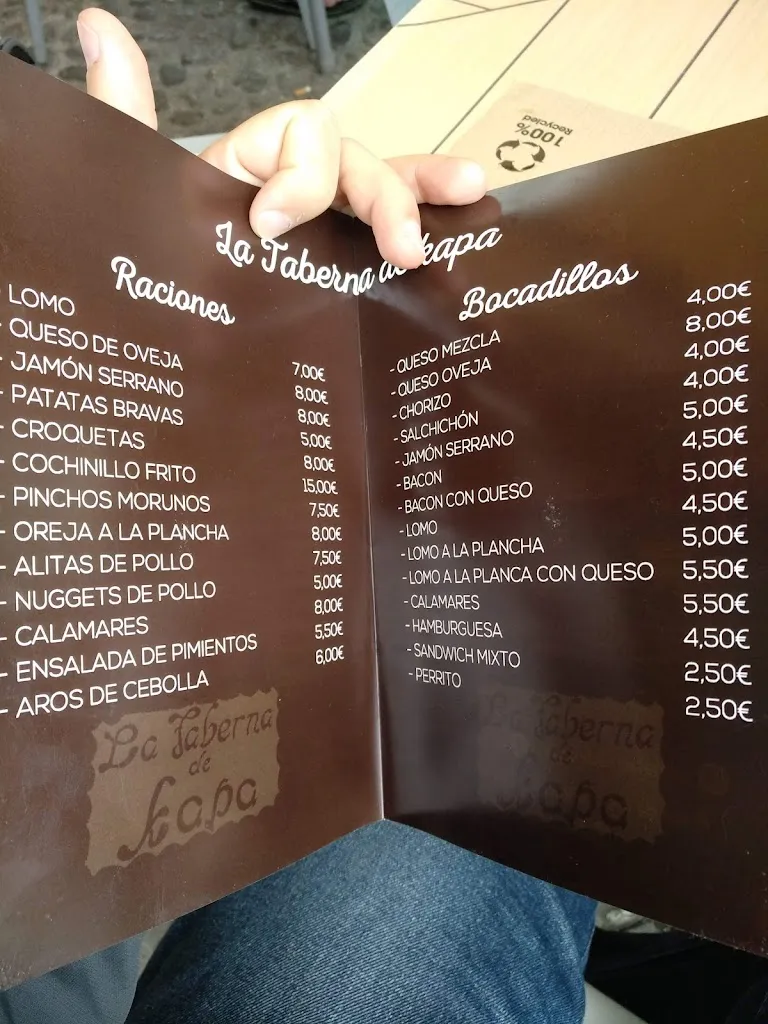 100%
Recycled
La Taberna de kapa
Raciones
- LOMO 7,00€
- QUESO DE OVEJA 8,00€
- JAMÓN SERRANO 8,00€
- PATATAS BRAVAS 5,00€
- CROQUETAS 8,00€
- COCHINILLO FRITO 15,00€
- PINCHOS MORUNOS 7,50€
- OREJA A LA PLANCHA 8,00€
- ALITAS DE POLLO 7,50€
- NUGGETS DE POLLO 5,00€
- CALAMARES 8,00€
- ENSALADA DE PIMIENTOS 5,50€
- AROS DE CEBOLLA 6,00€
La Taberna
de
kapa
Bocadillos
- QUESO MEZCLA 4,00€
- QUESO OVEJA 8,00€
- CHORIZO 4,00€
- SALCHICHÓN 4,00€
- JAMÓN SERRANO 5,00€
- BACON 4,50€
- BACON CON QUESO 5,00€
- LOMO 4,50€
- LOMO A LA PLANCHA 5,00€
- LOMO A LA PLANCA CON QUESO 5,50€
- CALAMARES 5,50€
- HAMBURGUESA 4,50€
- SANDWICH MIXTO 2,50€
- PERRITO 2,50€
La Taberna
de
kapa